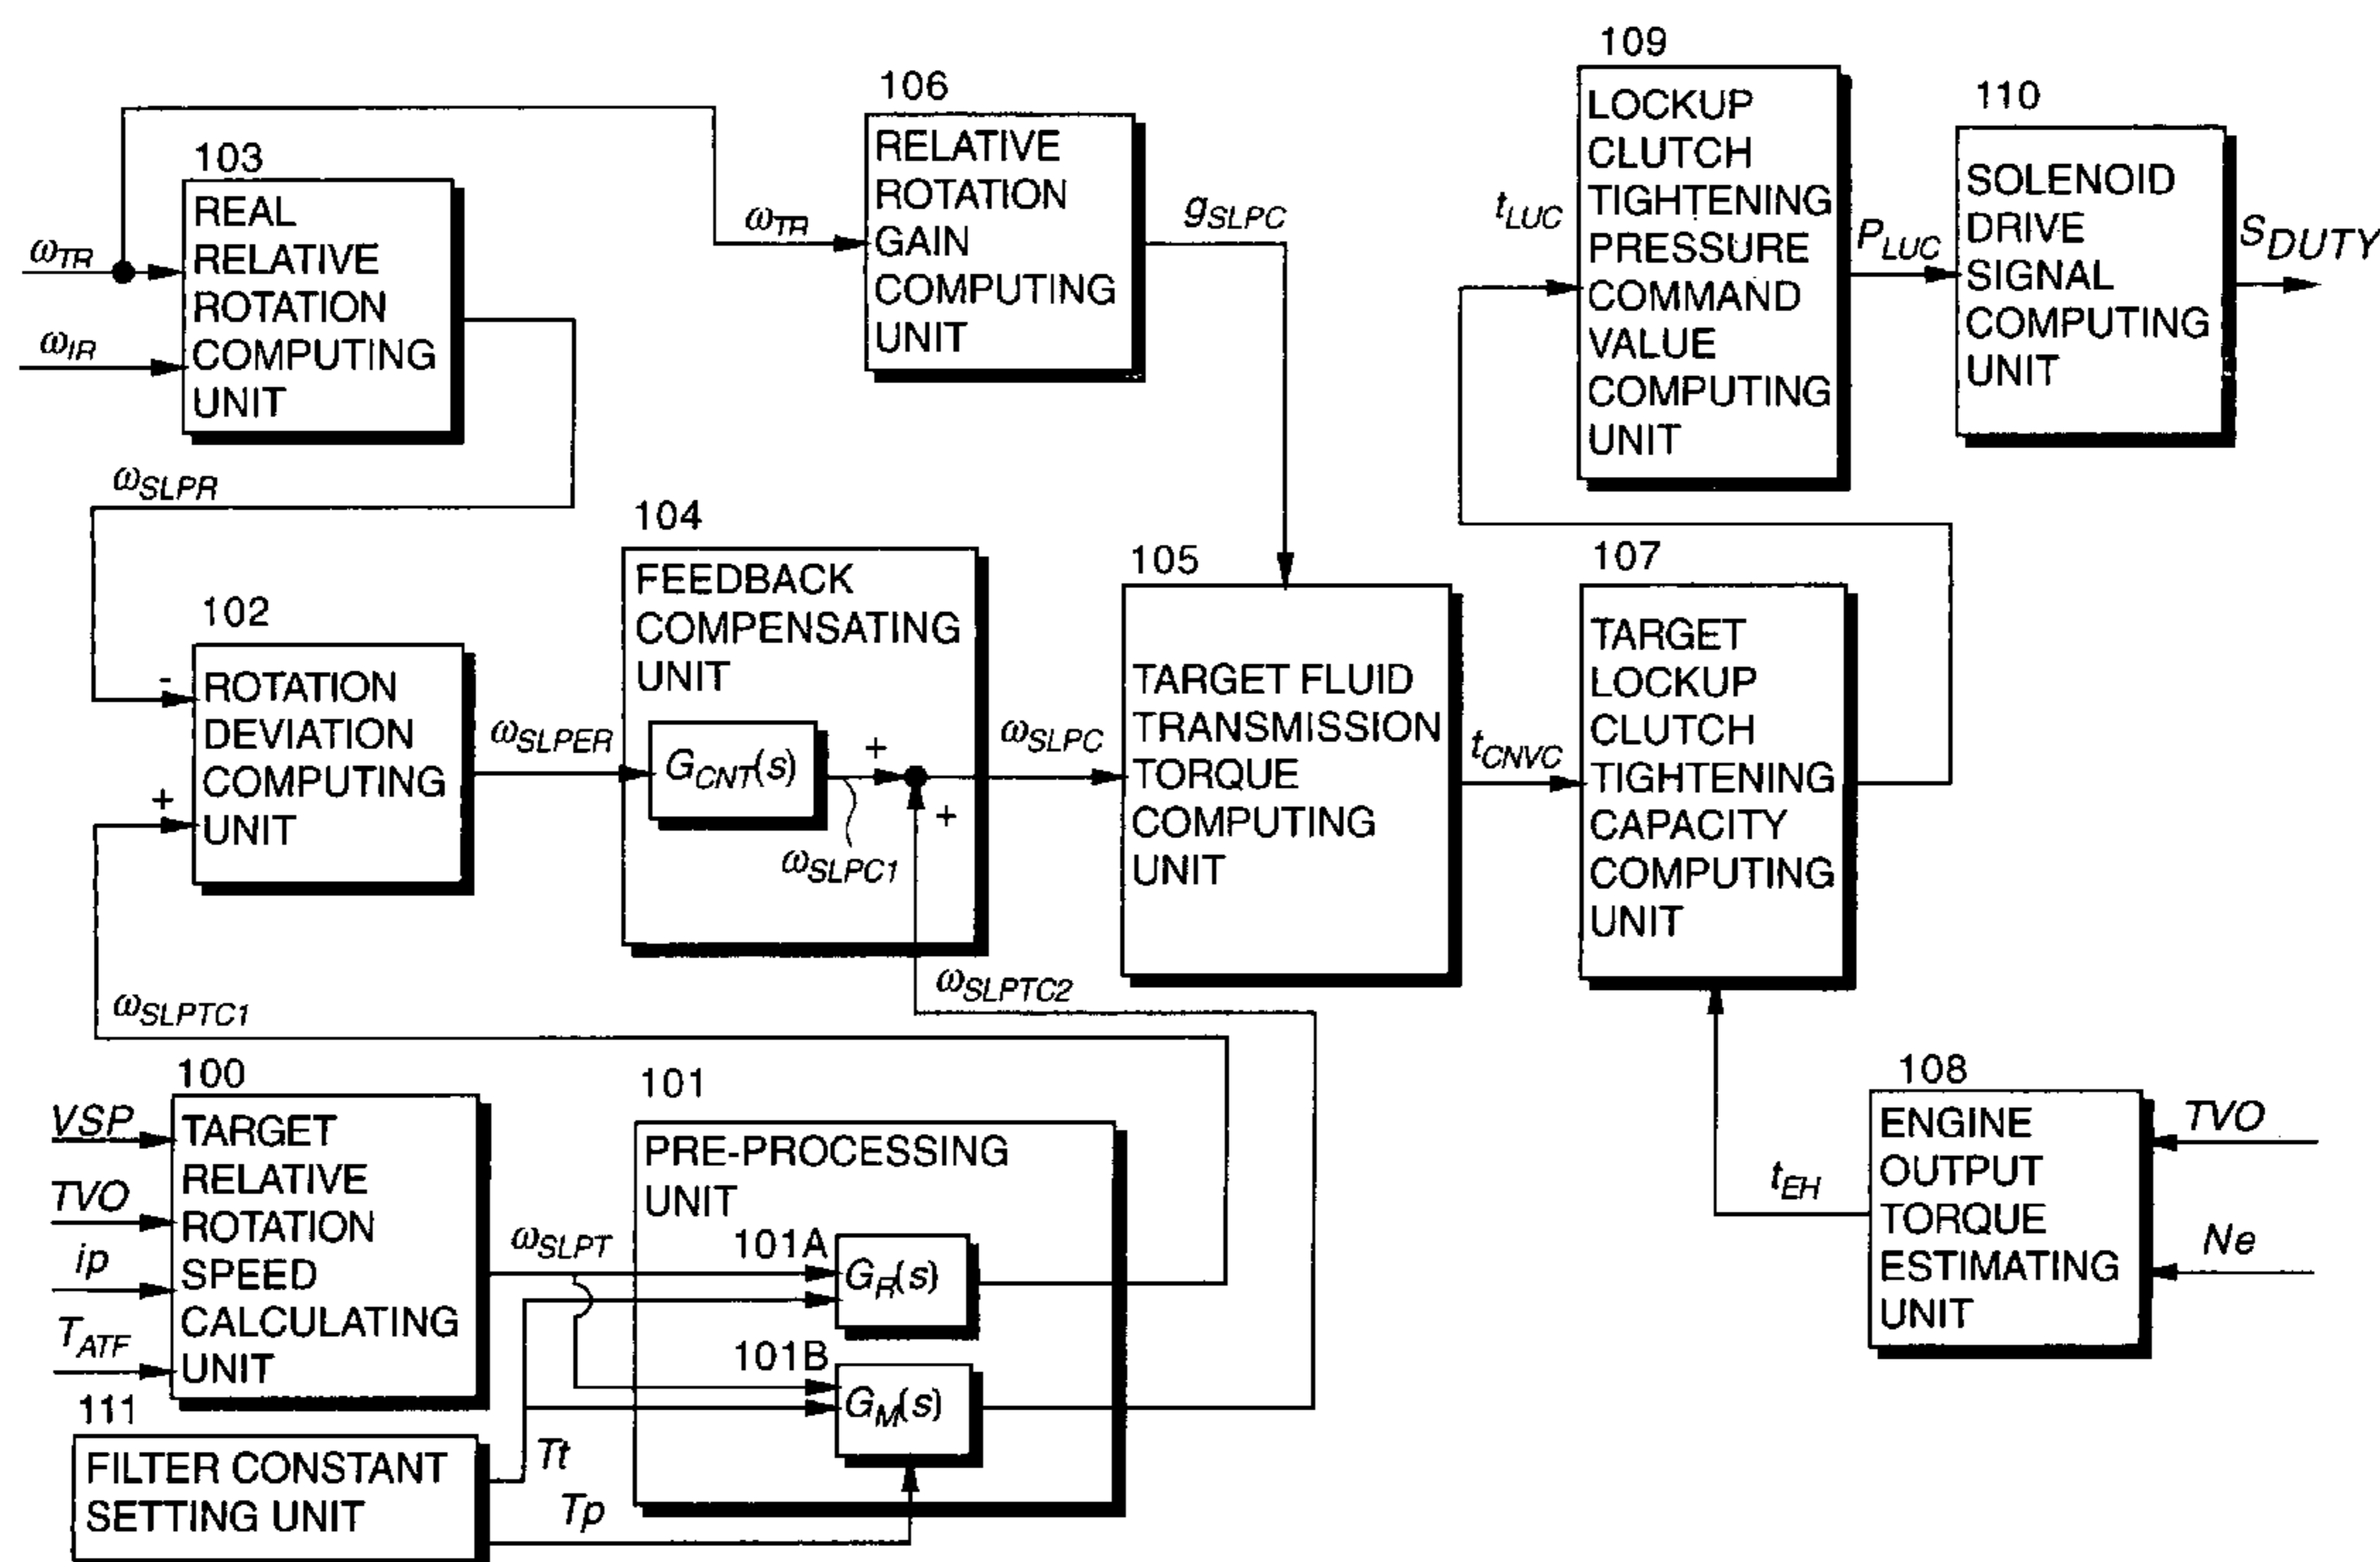 103
REAL
RELATIVE
ROTATION
COMPUTING
UNIT
ωTR
ωIR
106
RELATIVE
ROTATION
GAIN
COMPUTING
UNIT
ωTR
gSLPC
109
LOCKUP
CLUTCH
TIGHTENING
PRESSURE
COMMAND
VALUE
COMPUTING
UNIT
tLUC
PLUC
110
SOLENOID
DRIVE
SIGNAL
COMPUTING
UNIT
SDUTY
ωSLPR
102
-
+
ROTATION
DEVIATION
COMPUTING
UNIT
ωSLPER
104
FEEDBACK
COMPENSATING
UNIT
GCNT(s)
+
+
ωSLPC1
ωSLPC
105
TARGET FLUID
TRANSMISSION
TORQUE
COMPUTING
UNIT
tCNVC
107
TARGET
LOCKUP
CLUTCH
TIGHTENING
CAPACITY
COMPUTING
UNIT
ωSLPTC1
ωSLPTC2
100
VSP
TVO
ip
TATF
TARGET
RELATIVE
ROTATION
SPEED
CALCULATING
UNIT
ωSLPT
101
PRE-PROCESSING
UNIT
101A
GR(s)
101B
GM(s)
108
ENGINE
OUTPUT
TORQUE
ESTIMATING
UNIT
tEH
TVO
Ne
111
FILTER CONSTANT
SETTING UNIT
Tt
Tp